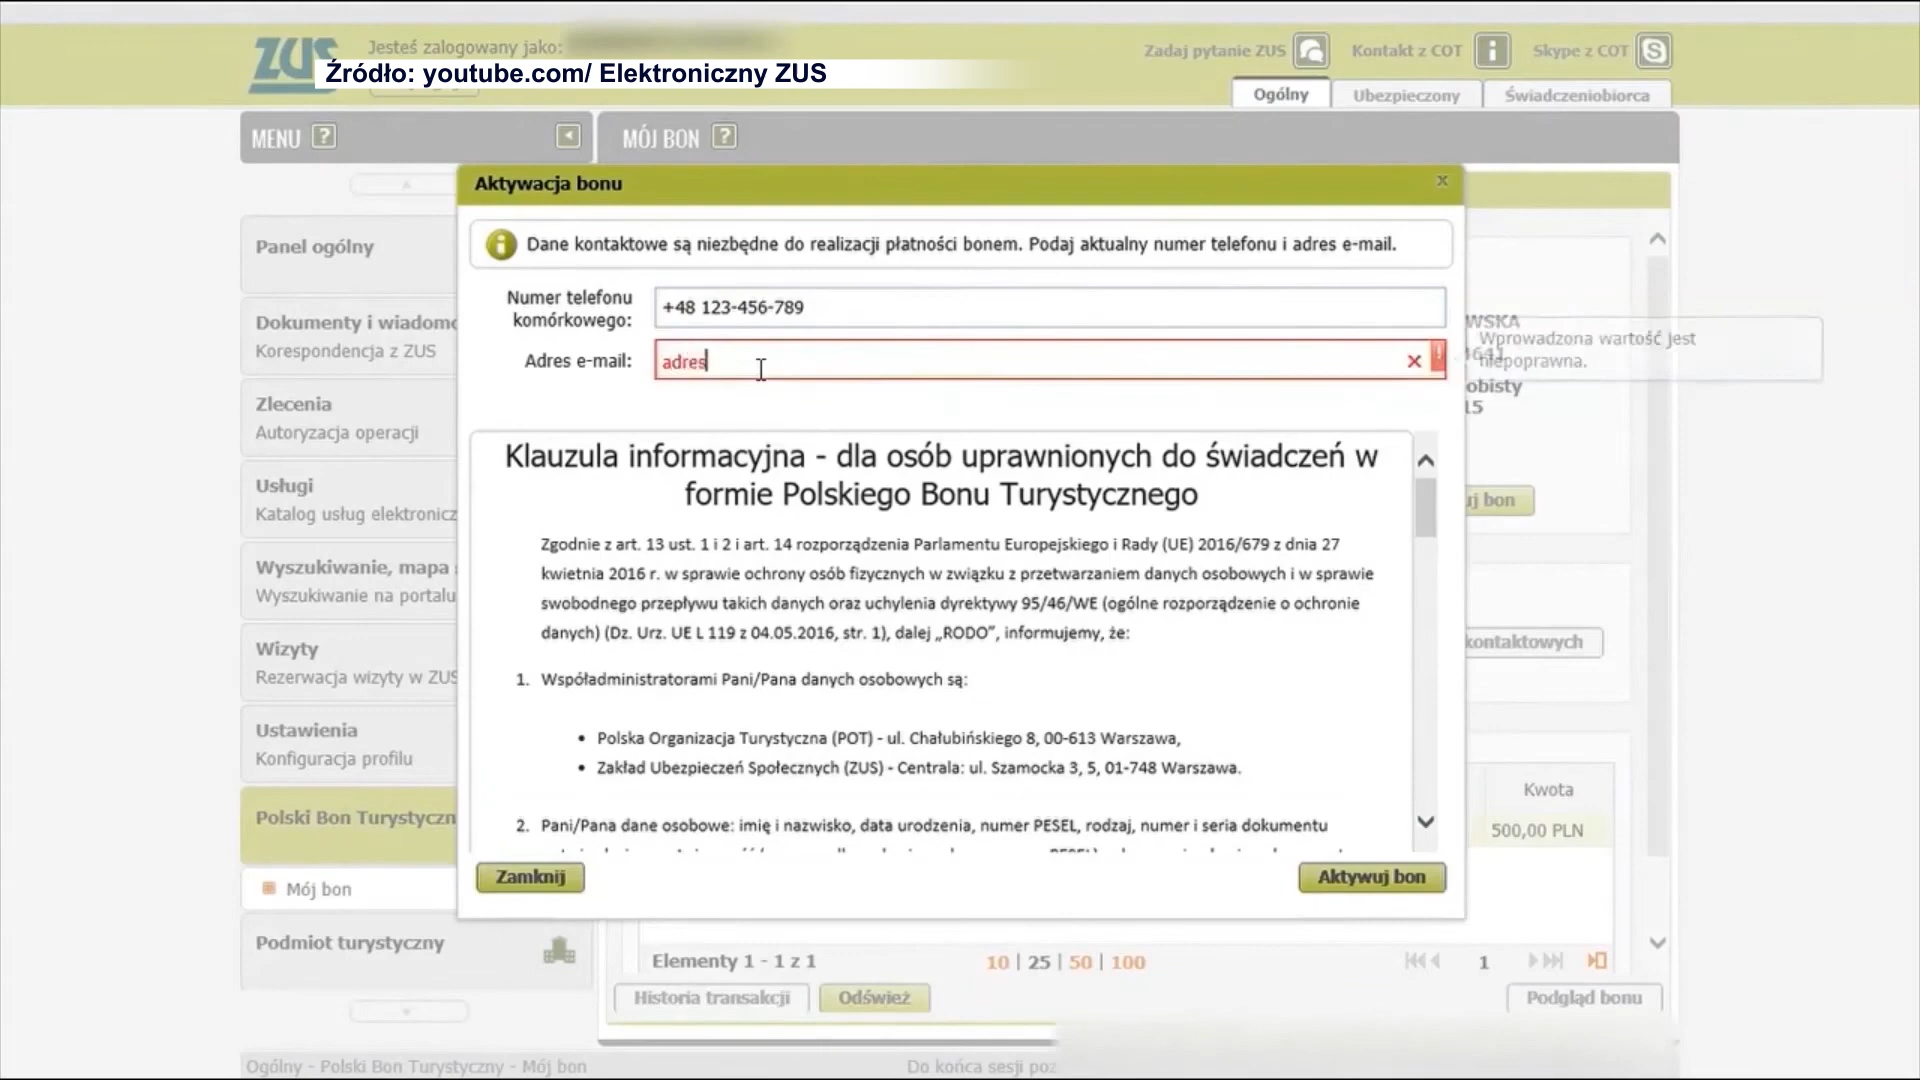 ZUS
Jesteś zalogowany jako:
Źródło: youtube.com/ Elektroniczny ZUS
Zadaj pytanie ZUS
Kontakt z COT
Skype z COT
Ogólny
Ubezpieczony
Świadczeniobiorca
MENU ?
MÓJ BON ?
Panel ogólny
Dokumenty i wiadomo
Korespondencja z ZUS
Zlecenia
Autoryzacja operacji
Usługi
Katalog usług elektronicz
Wyszukiwanie, mapa
Wyszukiwanie na portalu
Wizyty
Rezerwacja wizyty w ZUS
Ustawienia
Konfiguracja profilu
Polski Bon Turystyczn
Mój bon
Podmiot turystyczny
Aktywacja bonu
x
Dane kontaktowe są niezbędne do realizacji płatności bonem. Podaj aktualny numer telefonu i adres e-mail.
Numer telefonu
komórkowego:
+48 123-456-789
Adres e-mail:
adres
Wprowadzona wartość jest
niepoprawna.
WSKA
obisty
15
Klauzula informacyjna - dla osób uprawnionych do świadczeń w
formie Polskiego Bonu Turystycznego
Zgodnie z art. 13 ust. 1 i 2 i art. 14 rozporządzenia Parlamentu Europejskiego i Rady (UE) 2016/679 z dnia 27
kwietnia 2016 r. w sprawie ochrony osób fizycznych w związku z przetwarzaniem danych osobowych i w sprawie
swobodnego przepływu takich danych oraz uchylenia dyrektywy 95/46/WE (ogólne rozporządzenie o ochronie
danych) (Dz. Urz. UE L 119 z 04.05.2016, str. 1), dalej „RODO”, informujemy, że:
1. Współadministratorami Pani/Pana danych osobowych są:
• Polska Organizacja Turystyczna (POT) - ul. Chałubińskiego 8, 00-613 Warszawa,
• Zakład Ubezpieczeń Społecznych (ZUS) - Centrala: ul. Szamocka 3, 5, 01-748 Warszawa.
2. Pani/Pana dane osobowe: imię i nazwisko, data urodzenia, numer PESEL, rodzaj, numer i seria dokumentu
Zamknij
Aktywuj bon
uj bon
kontaktowych
Kwota
500,00 PLN
Elementy 1 - 1 z 1
10 | 25 | 50 | 100
1
Historia transakcji
Odśwież
Podgląd bonu
Ogólny - Polski Bon Turystyczny - Mój bon
Do końca sesji poz